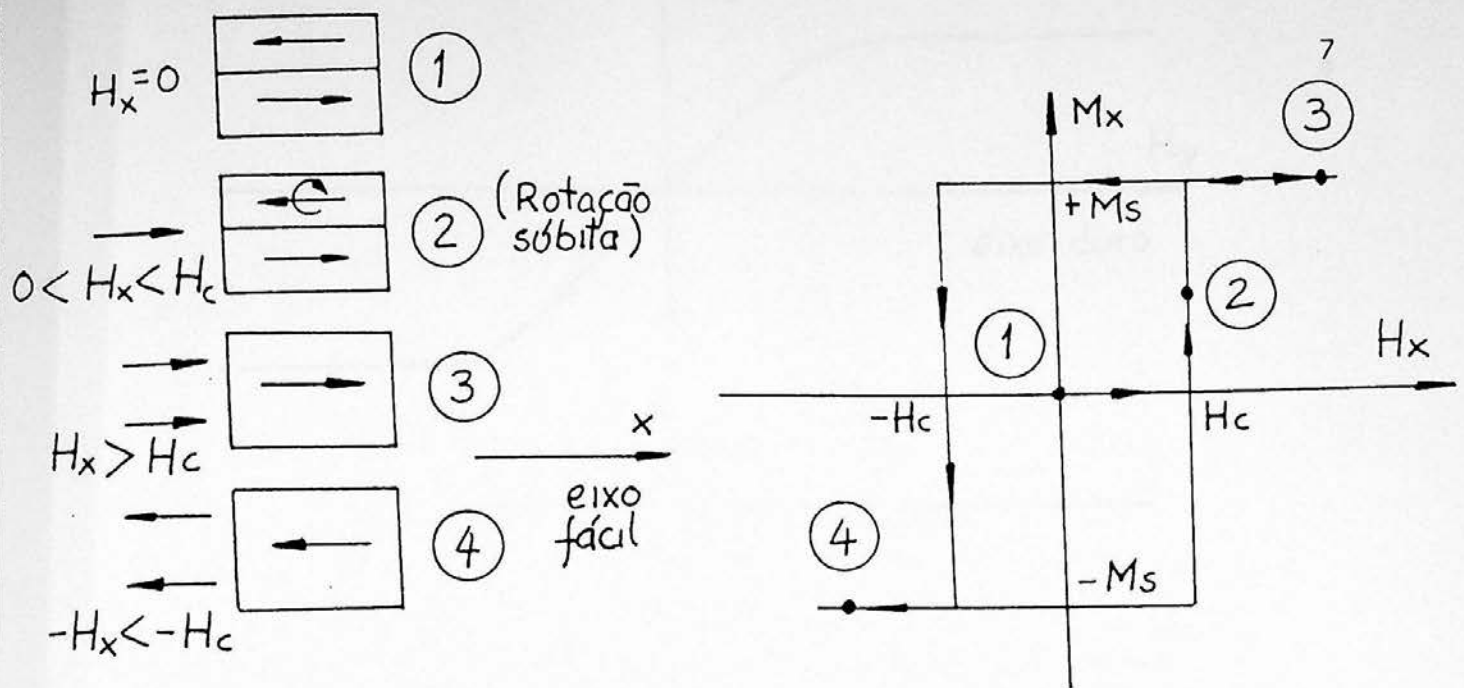 Hx=0
1
0 < Hx < Hc
2
(Rotação
súbita)
Hx > Hc
3
-Hx < -Hc
4
x
eixo
fácil
7
3
Mx
+Ms
2
1
Hx
-Hc
Hc
4
-Ms